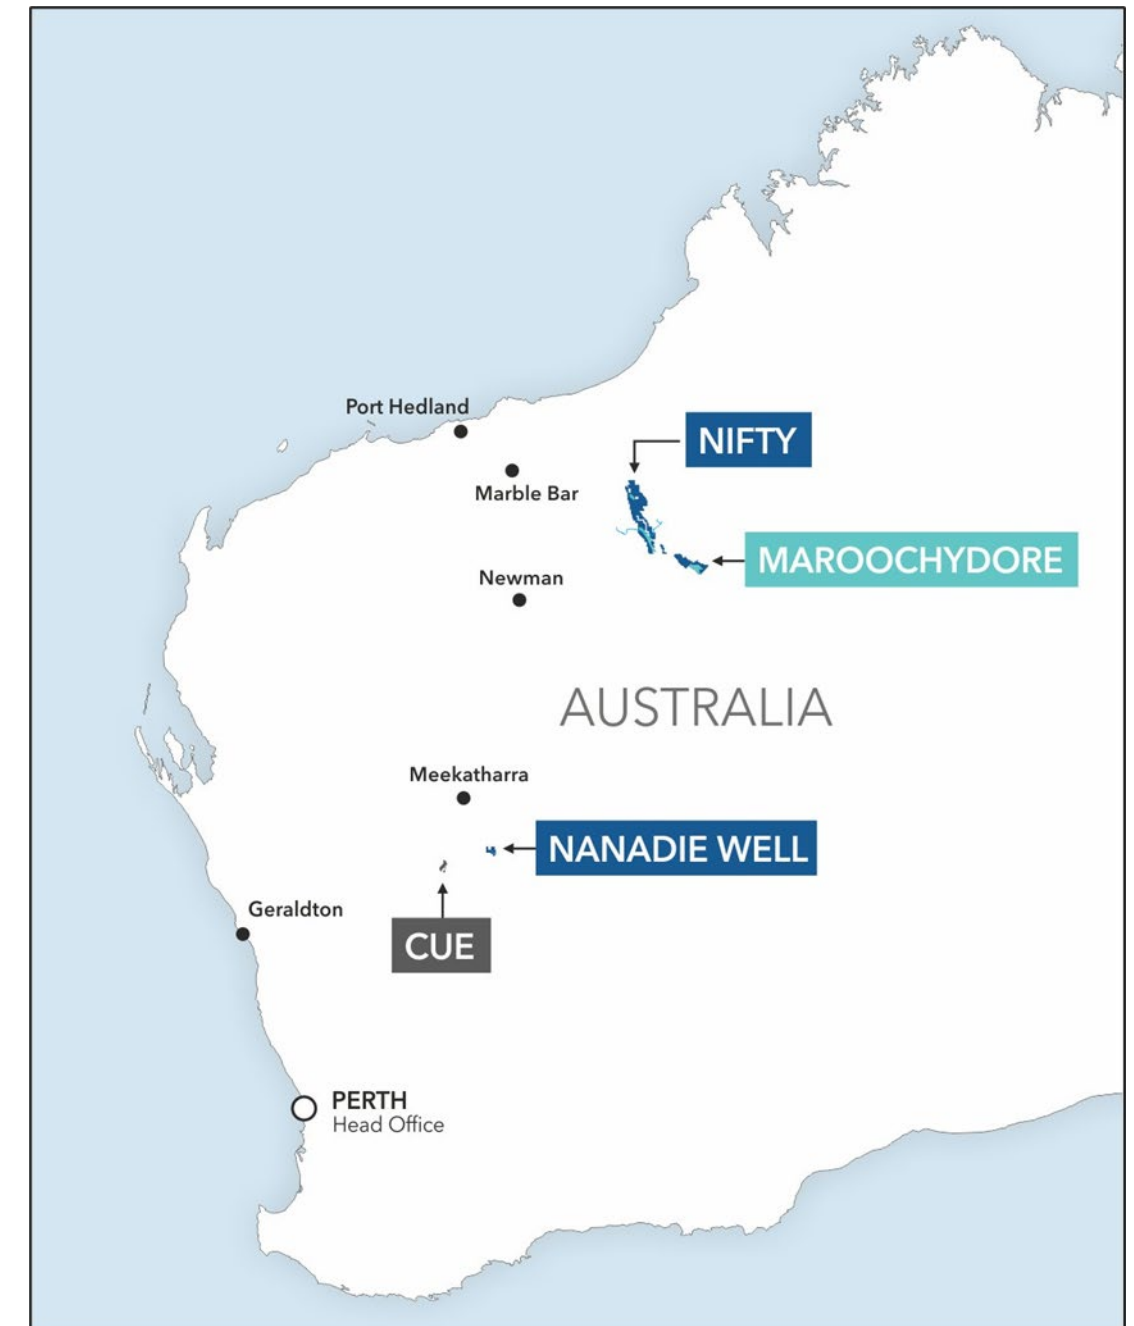 Port Hedland
NIFTY
Marble Bar
MAROOCHYDORE
Newman
AUSTRALIA
Meekatharra
NANADIE WELL
Geraldton
CUE
PERTH
Head Office